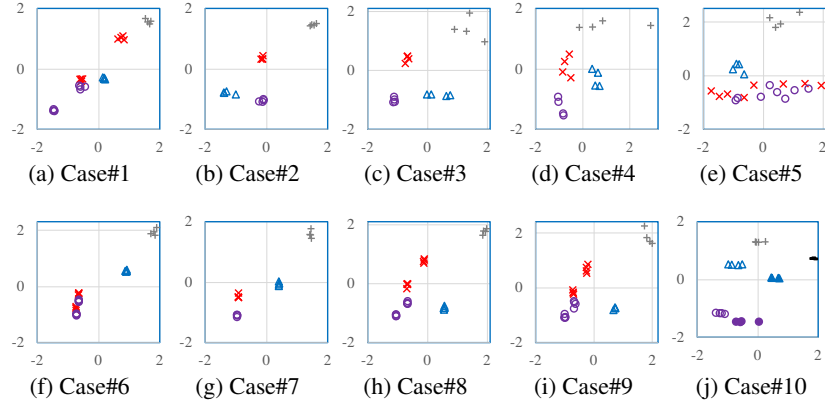 2
0
-2
-2 0 2
(a) Case#1
2
0
-2
-2 0 2
(b) Case#2
2
0
-2
-2 0 2
(c) Case#3
2
0
-2
-2 0 2
(d) Case#4
2
0
-2
-2 0 2
(e) Case#5
2
0
-2
-2 0 2
(f) Case#6
2
0
-2
-2 0 2
(g) Case#7
2
0
-2
-2 0 2
(h) Case#8
2
0
-2
-2 0 2
(i) Case#9
2
0
-2
-2 0 2
(j) Case#10